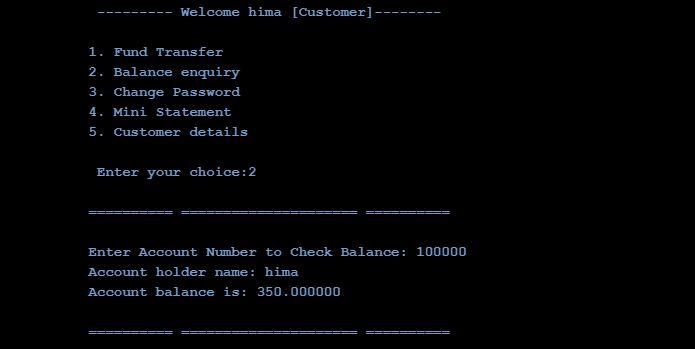 --------- Welcome hima [Customer]--------
1. Fund Transfer
2. Balance enquiry
3. Change Password
4. Mini Statement
5. Customer details
Enter your choice:2
========== ===================== ==========
Enter Account Number to Check Balance: 100000
Account holder name: hima
Account balance is: 350.000000
========== ===================== ==========